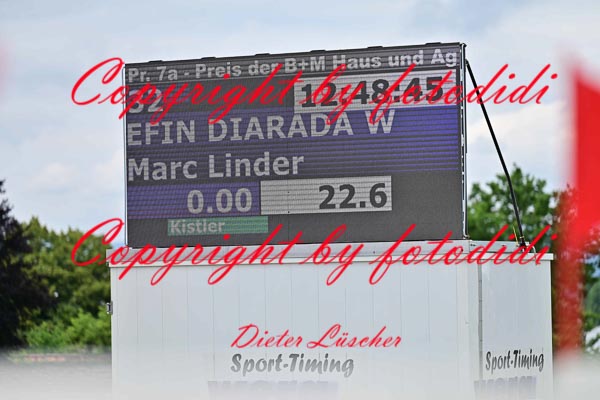 Pr. 7a - Preis der B+M Haus und Ag
32 12:48:45
EFIN DIARADA W
Marc Linder
0.00 22.6
Kistler
Copyright by fotodidi
Copyright by fotodidi
Dieter Lüscher
Sport-Timing
Sport-Timing